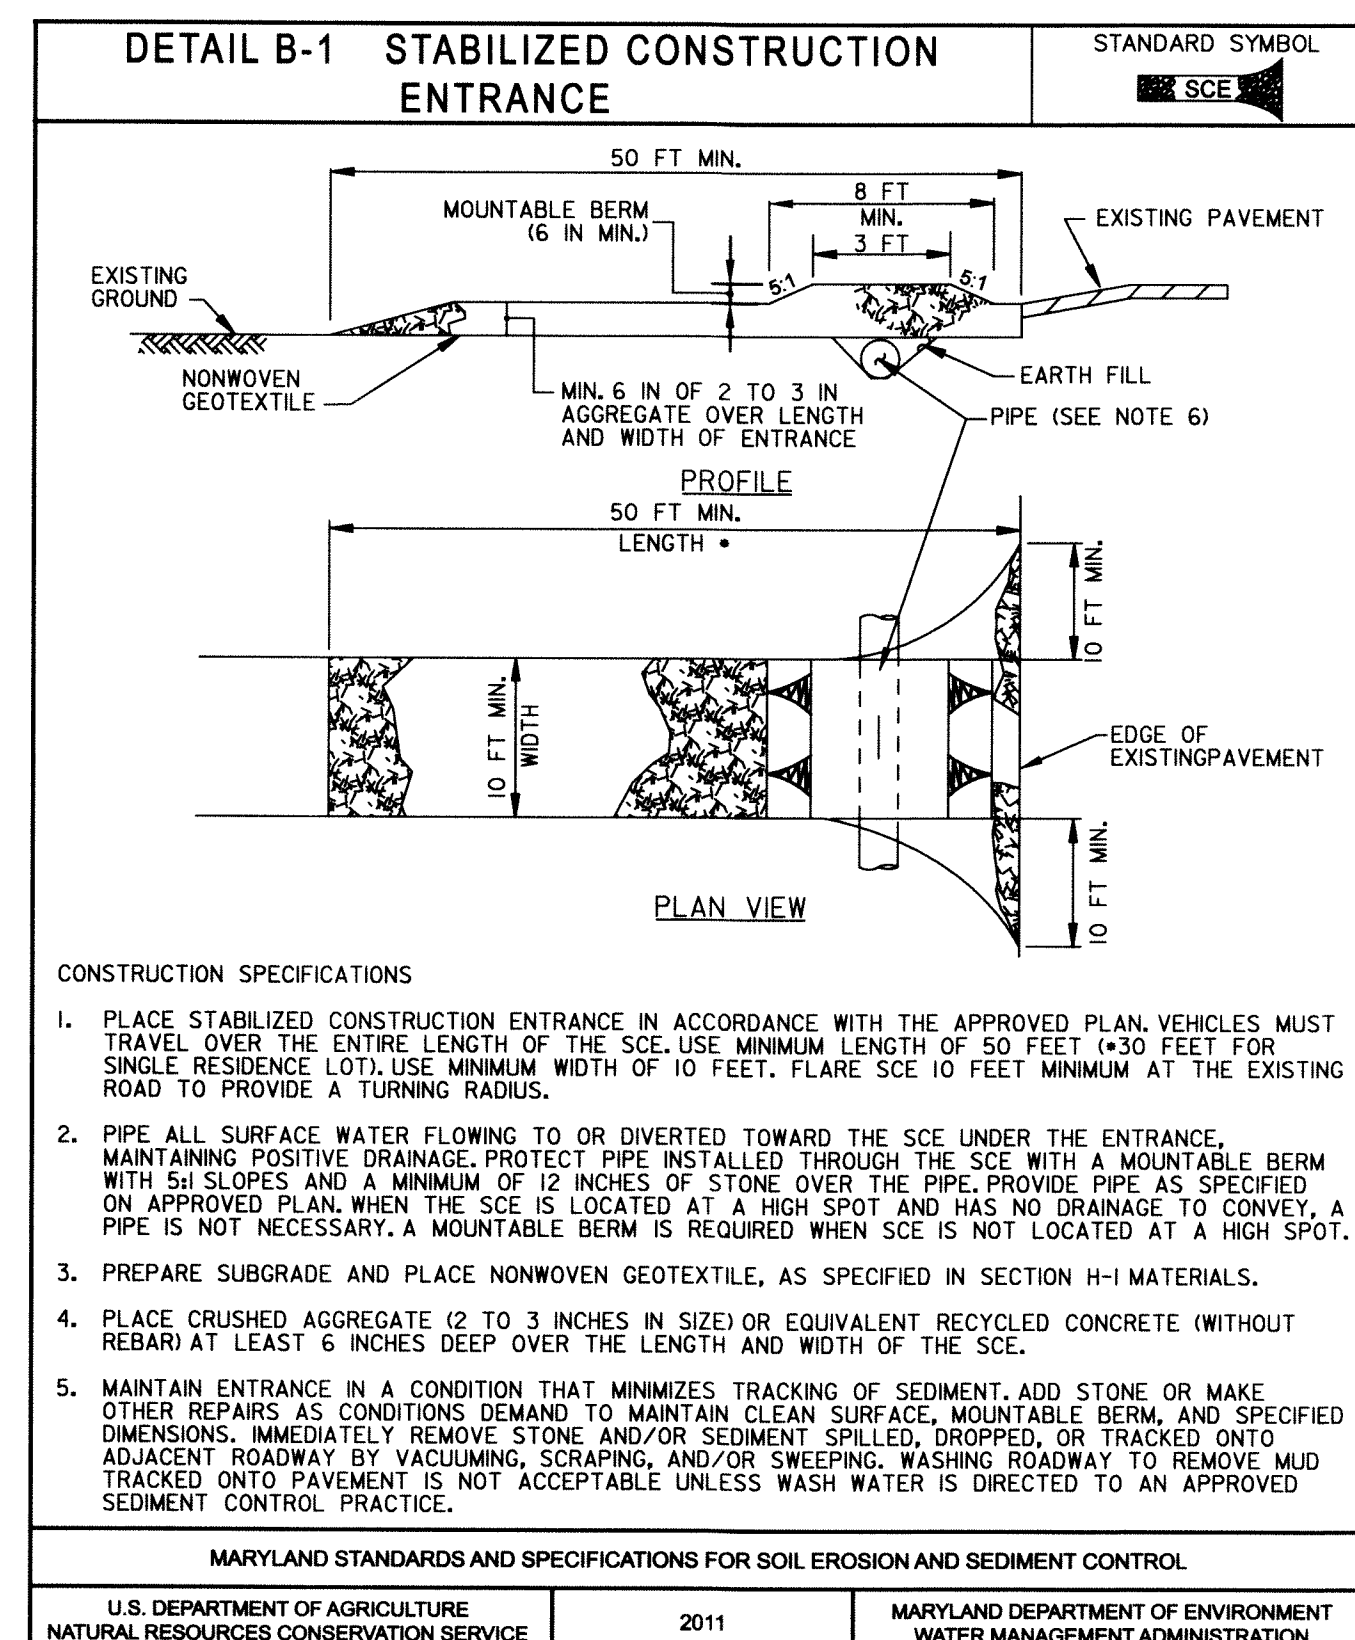 DETAIL B-1 STABILIZED CONSTRUCTION
ENTRANCE
STANDARD SYMBOL
SCE
50 FT MIN.
8 FT
MIN.
3 FT
MOUNTABLE BERM
(6 IN MIN.)
EXISTING PAVEMENT
5:1
5:1
EXISTING
GROUND
NONWOVEN
GEOTEXTILE
MIN. 6 IN OF 2 TO 3 IN
AGGREGATE OVER LENGTH
AND WIDTH OF ENTRANCE
EARTH FILL
PIPE (SEE NOTE 6)
PROFILE
50 FT MIN.
LENGTH *
10 FT MIN.
10 FT MIN.
WIDTH
EDGE OF
EXISTINGPAVEMENT
10 FT MIN.
PLAN VIEW
CONSTRUCTION SPECIFICATIONS
1. PLACE STABILIZED CONSTRUCTION ENTRANCE IN ACCORDANCE WITH THE APPROVED PLAN. VEHICLES MUST
TRAVEL OVER THE ENTIRE LENGTH OF THE SCE. USE MINIMUM LENGTH OF 50 FEET (*30 FEET FOR
SINGLE RESIDENCE LOT). USE MINIMUM WIDTH OF 10 FEET. FLARE SCE 10 FEET MINIMUM AT THE EXISTING
ROAD TO PROVIDE A TURNING RADIUS.
2. PIPE ALL SURFACE WATER FLOWING TO OR DIVERTED TOWARD THE SCE UNDER THE ENTRANCE,
MAINTAINING POSITIVE DRAINAGE. PROTECT PIPE INSTALLED THROUGH THE SCE WITH A MOUNTABLE BERM
WITH 5:1 SLOPES AND A MINIMUM OF 12 INCHES OF STONE OVER THE PIPE. PROVIDE PIPE AS SPECIFIED
ON APPROVED PLAN. WHEN THE SCE IS LOCATED AT A HIGH SPOT AND HAS NO DRAINAGE TO CONVEY, A
PIPE IS NOT NECESSARY. A MOUNTABLE BERM IS REQUIRED WHEN SCE IS NOT LOCATED AT A HIGH SPOT.
3. PREPARE SUBGRADE AND PLACE NONWOVEN GEOTEXTILE, AS SPECIFIED IN SECTION H-1 MATERIALS.
4. PLACE CRUSHED AGGREGATE (2 TO 3 INCHES IN SIZE) OR EQUIVALENT RECYCLED CONCRETE (WITHOUT
REBAR) AT LEAST 6 INCHES DEEP OVER THE LENGTH AND WIDTH OF THE SCE.
5. MAINTAIN ENTRANCE IN A CONDITION THAT MINIMIZES TRACKING OF SEDIMENT. ADD STONE OR MAKE
OTHER REPAIRS AS CONDITIONS DEMAND TO MAINTAIN CLEAN SURFACE, MOUNTABLE BERM, AND SPECIFIED
DIMENSIONS. IMMEDIATELY REMOVE STONE AND/OR SEDIMENT SPILLED, DROPPED, OR TRACKED ONTO
ADJACENT ROADWAY BY VACUUMING, SCRAPING, AND/OR SWEEPING. WASHING ROADWAY TO REMOVE MUD
TRACKED ONTO PAVEMENT IS NOT ACCEPTABLE UNLESS WASH WATER IS DIRECTED TO AN APPROVED
SEDIMENT CONTROL PRACTICE.
MARYLAND STANDARDS AND SPECIFICATIONS FOR SOIL EROSION AND SEDIMENT CONTROL
U.S. DEPARTMENT OF AGRICULTURE
NATURAL RESOURCES CONSERVATION SERVICE
2011
MARYLAND DEPARTMENT OF ENVIRONMENT
WATER MANAGEMENT ADMINISTRATION